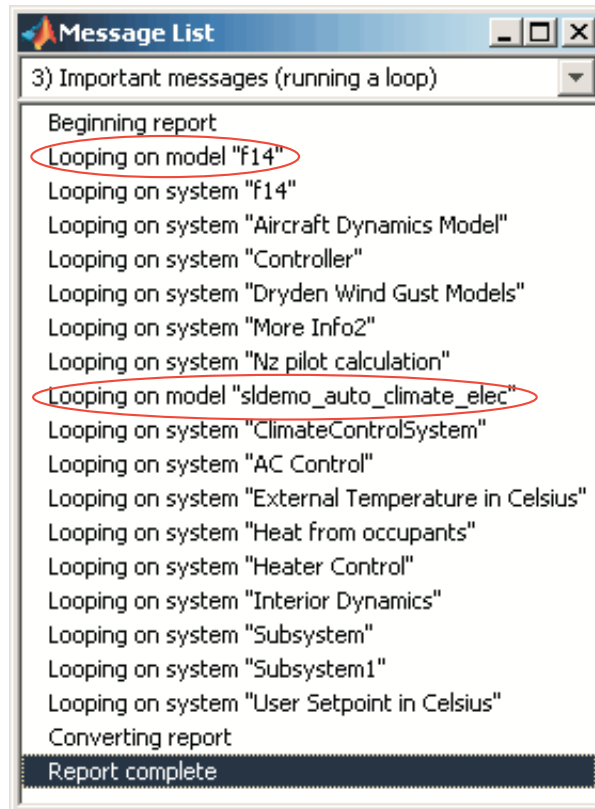 Message List
3) Important messages (running a loop)
Beginning report
Looping on model "f14"
Looping on system "f14"
Looping on system "Aircraft Dynamics Model"
Looping on system "Controller"
Looping on system "Dryden Wind Gust Models"
Looping on system "More Info2"
Looping on system "Nz pilot calculation"
Looping on model "sldemo_auto_climate_elec"
Looping on system "ClimateControlSystem"
Looping on system "AC Control"
Looping on system "External Temperature in Celsius"
Looping on system "Heat from occupants"
Looping on system "Heater Control"
Looping on system "Interior Dynamics"
Looping on system "Subsystem"
Looping on system "Subsystem1"
Looping on system "User Setpoint in Celsius"
Converting report
Report complete